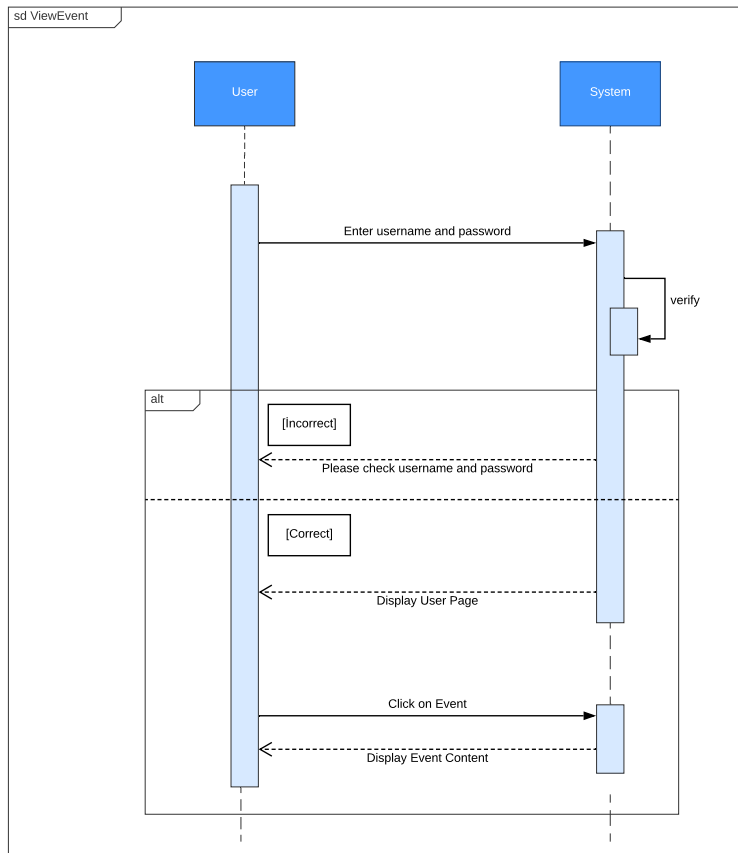 sd ViewEvent
User
System
Enter username and password
verify
alt
[İncorrect]
Please check username and password
[Correct]
Display User Page
Click on Event
Display Event Content